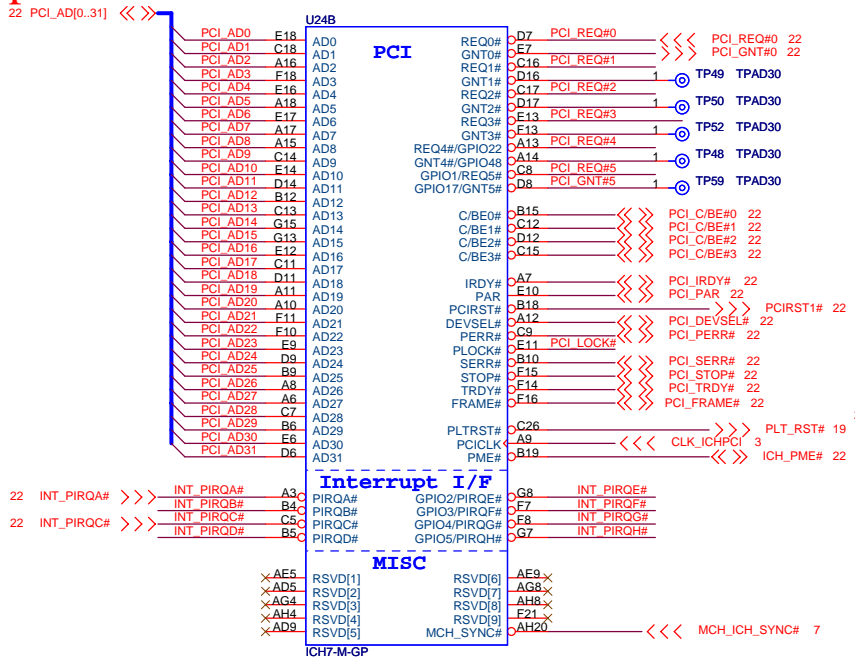 22 PCI_AD[0..31]
U24B
PCI
PCI_AD0 E18 AD0 REQ0# D7 PCI_REQ#0 PCI_REQ#0 22
PCI_AD1 C18 AD1 GNT0# E7 PCI_GNT#0 22
PCI_AD2 A16 AD2 REQ1# C16 PCI_REQ#1
PCI_AD3 F18 AD3 GNT1# D16 1 TP49 TPAD30
PCI_AD4 E16 AD4 REQ2# C17 PCI_REQ#2
PCI_AD5 A18 AD5 GNT2# D17 1 TP50 TPAD30
PCI_AD6 E17 AD6 REQ3# E13 PCI_REQ#3
PCI_AD7 A17 AD7 GNT3# F13 1 TP52 TPAD30
PCI_AD8 A15 AD8 REQ4#/GPIO22 A13 PCI_REQ#4
PCI_AD9 C14 AD9 GNT4#/GPIO48 A14 1 TP48 TPAD30
PCI_AD10 E14 AD10 GPIO1/REQ5# C8 PCI_REQ#5
PCI_AD11 D14 AD11 GPIO17/GNT5# D8 PCI_GNT#5 1 TP59 TPAD30
PCI_AD12 B12 AD12
PCI_AD13 C13 AD13 C/BE0# B15 PCI_C/BE#0 22
PCI_AD14 G15 AD14 C/BE1# C12 PCI_C/BE#1 22
PCI_AD15 G13 AD15 C/BE2# D12 PCI_C/BE#2 22
PCI_AD16 E12 AD16 C/BE3# C15 PCI_C/BE#3 22
PCI_AD17 C11 AD17
PCI_AD18 D11 AD18 IRDY# A7 PCI_IRDY# 22
PCI_AD19 A11 AD19 PAR E10 PCI_PAR 22
PCI_AD20 A10 AD20 PCIRST# B18 PCIRST1# 22
PCI_AD21 F11 AD21 DEVSEL# A12 PCI_DEVSEL# 22
PCI_AD22 F10 AD22 PERR# C9 PCI_PERR# 22
PCI_AD23 E9 AD23 PLOCK# E11 PCI_LOCK#
PCI_AD24 D9 AD24 SERR# B10 PCI_SERR# 22
PCI_AD25 B9 AD25 STOP# F15 PCI_STOP# 22
PCI_AD26 A8 AD26 TRDY# F14 PCI_TRDY# 22
PCI_AD27 A6 AD27 FRAME# F16 PCI_FRAME# 22
PCI_AD28 C7 AD28
PCI_AD29 B6 AD29 PLTRST# C26 PLT_RST# 19
PCI_AD30 E6 AD30 PCICLK A9 CLK_ICHPCI 3
PCI_AD31 D6 AD31 PME# B19 ICH_PME# 22
Interrupt I/F
22 INT_PIRQA# INT_PIRQA# A3 PIRQA# GPIO2/PIRQE# G8 INT_PIRQE#
INT_PIRQB# B4 PIRQB# GPIO3/PIRQF# F7 INT_PIRQF#
22 INT_PIRQC# INT_PIRQC# C5 PIRQC# GPIO4/PIRQG# F8 INT_PIRQG#
INT_PIRQD# B5 PIRQD# GPIO5/PIRQH# G7 INT_PIRQH#
MISC
AE5 RSVD[1] RSVD[6] AE9
AD5 RSVD[2] RSVD[7] AG8
AG4 RSVD[3] RSVD[8] AH8
AH4 RSVD[4] RSVD[9] F21
AD9 RSVD[5] MCH_SYNC# AH20 MCH_ICH_SYNC# 7
ICH7-M-GP